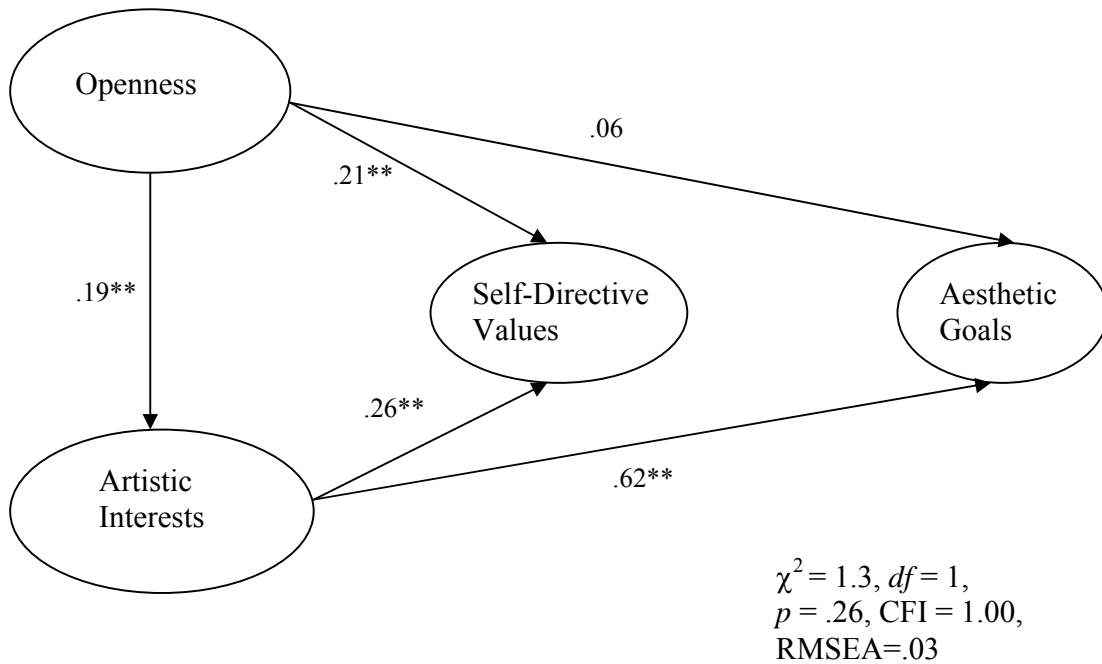 Openness
.06
.21**
.19**
Self-Directive
Values
Aesthetic
Goals
.26**
.62**
Artistic
Interests
χ² = 1.3, df = 1,
p = .26, CFI = 1.00,
RMSEA=.03